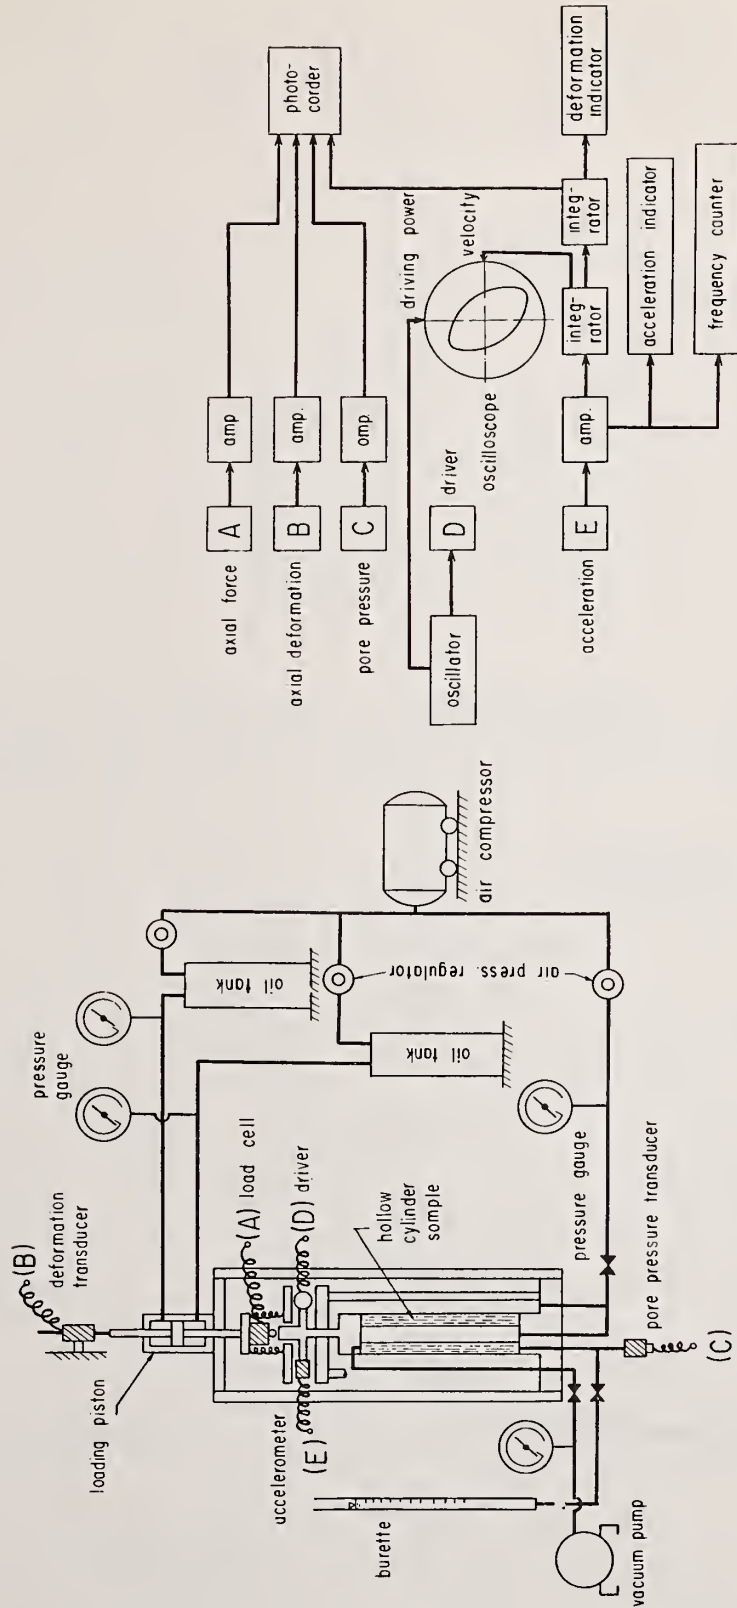 (B)
deformation
transducer
loading piston
pressure
gauge
oil tank
oil tank
air press. regulator
air compressor
(A) load cell
(D) driver
hollow
cylinder
sample
accelerometer
(E)
burette
vacuum pump
pressure gauge
pore pressure transducer
(C)
axial force
A
amp
axial deformation
B
amp.
pore pressure
C
amp.
photo-
corder
oscillator
D
driver
oscilloscope
driving power
velocity
acceleration
E
amp.
integ-
rator
integ-
rator
deformation
indicator
acceleration indicator
frequency counter